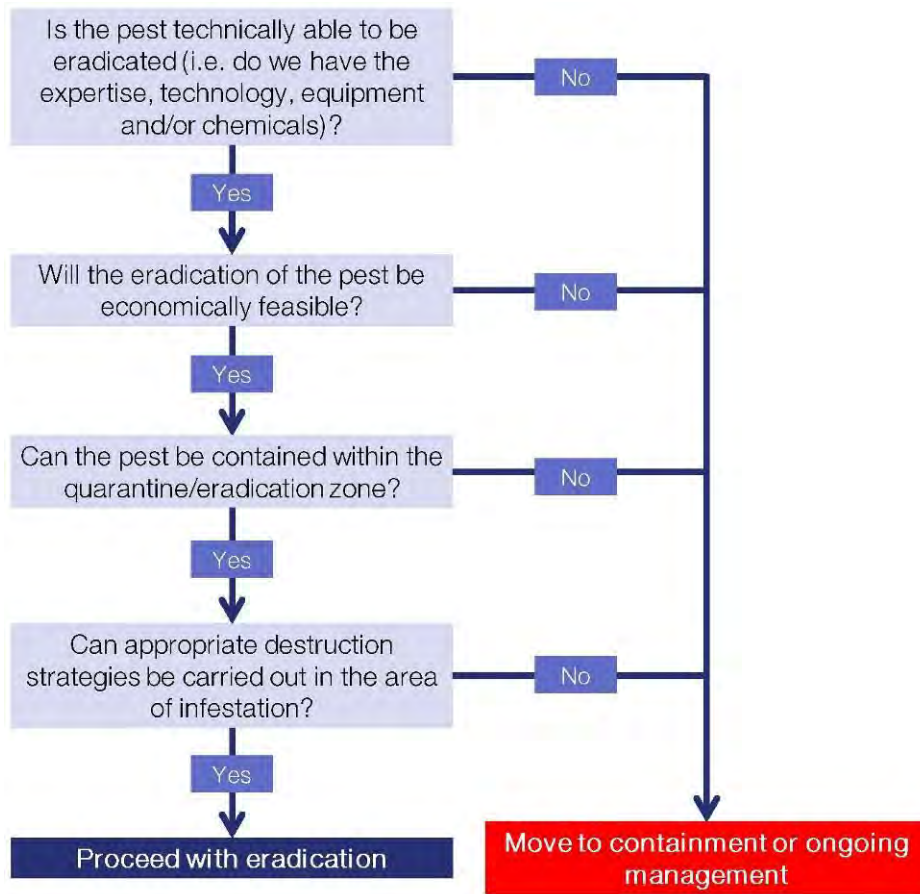 Is the pest technically able to be
eradicated (i.e. do we have the
expertise, technology, equipment
and/or chemicals)?
No
Yes
Will the eradication of the pest be
economically feasible?
No
Yes
Can the pest be contained within the
quarantine/eradication zone?
No
Yes
Can appropriate destruction
strategies be carried out in the area
of infestation?
No
Yes
Proceed with eradication
Move to containment or ongoing
management